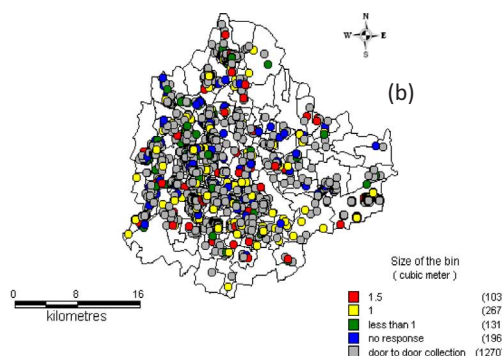 N
W E
S
(b)
Size of the bin
( cubic meter )
1.5 (103
1 (267
less than 1 (131
no response (196
door to door collection (1270)
0 8 16
kilometres